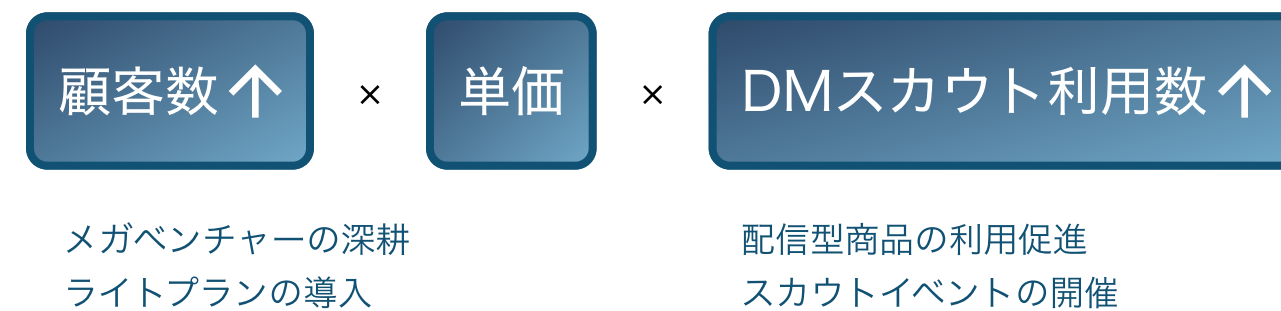 顧客数↑ × 単価 × DMスカウト利用数↑
メガベンチャーの深耕
ライトプランの導入
配信型商品の利用促進
スカウトイベントの開催